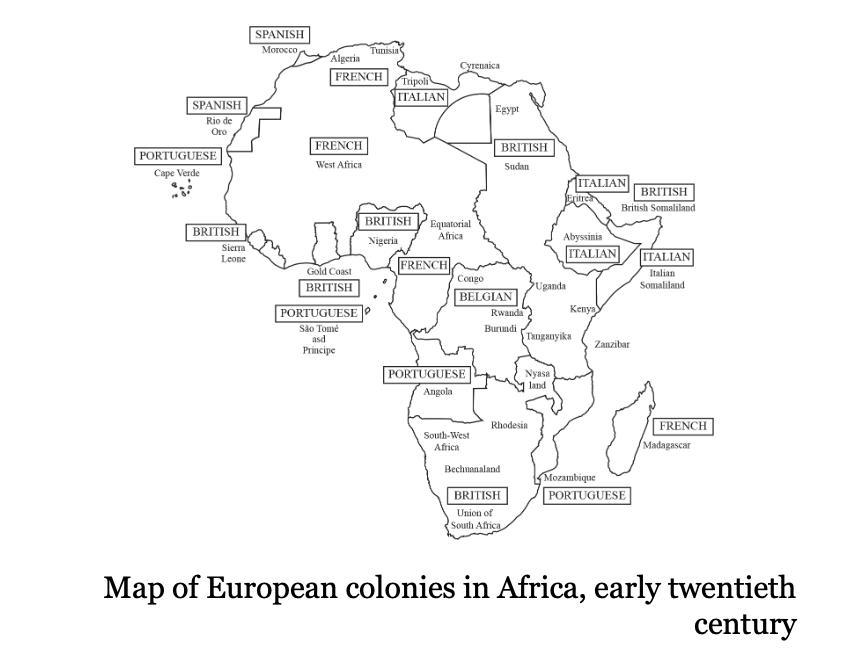 SPANISH
Morocco
Tunisia
Algeria
FRENCH
Cyrenaica
Tripoli
ITALIAN
SPANISH
Rio de
Oro
Egypt
BRITISH
Sudan
FRENCH
West Africa
PORTUGUESE
Cape Verde
ITALIAN
Eritrea
BRITISH
British Somaliland
BRITISH
Sierra
Leone
BRITISH
Nigeria
Equatorial
Africa
Abyssinia
ITALIAN
ITALIAN
Italian
Somaliland
Gold Coast
BRITISH
FRENCH
Congo
BELGIAN
Rwanda
Burundi
Uganda
Kenya
PORTUGUESE
São Tomé
asd
Principe
Tanganyika
Zanzibar
PORTUGUESE
Angola
Nyasa
land
Rhodesia
South-West
Africa
FRENCH
Madagascar
Bechuanaland
Mozambique
PORTUGUESE
BRITISH
Union of
South Africa
Map of European colonies in Africa, early twentieth
century